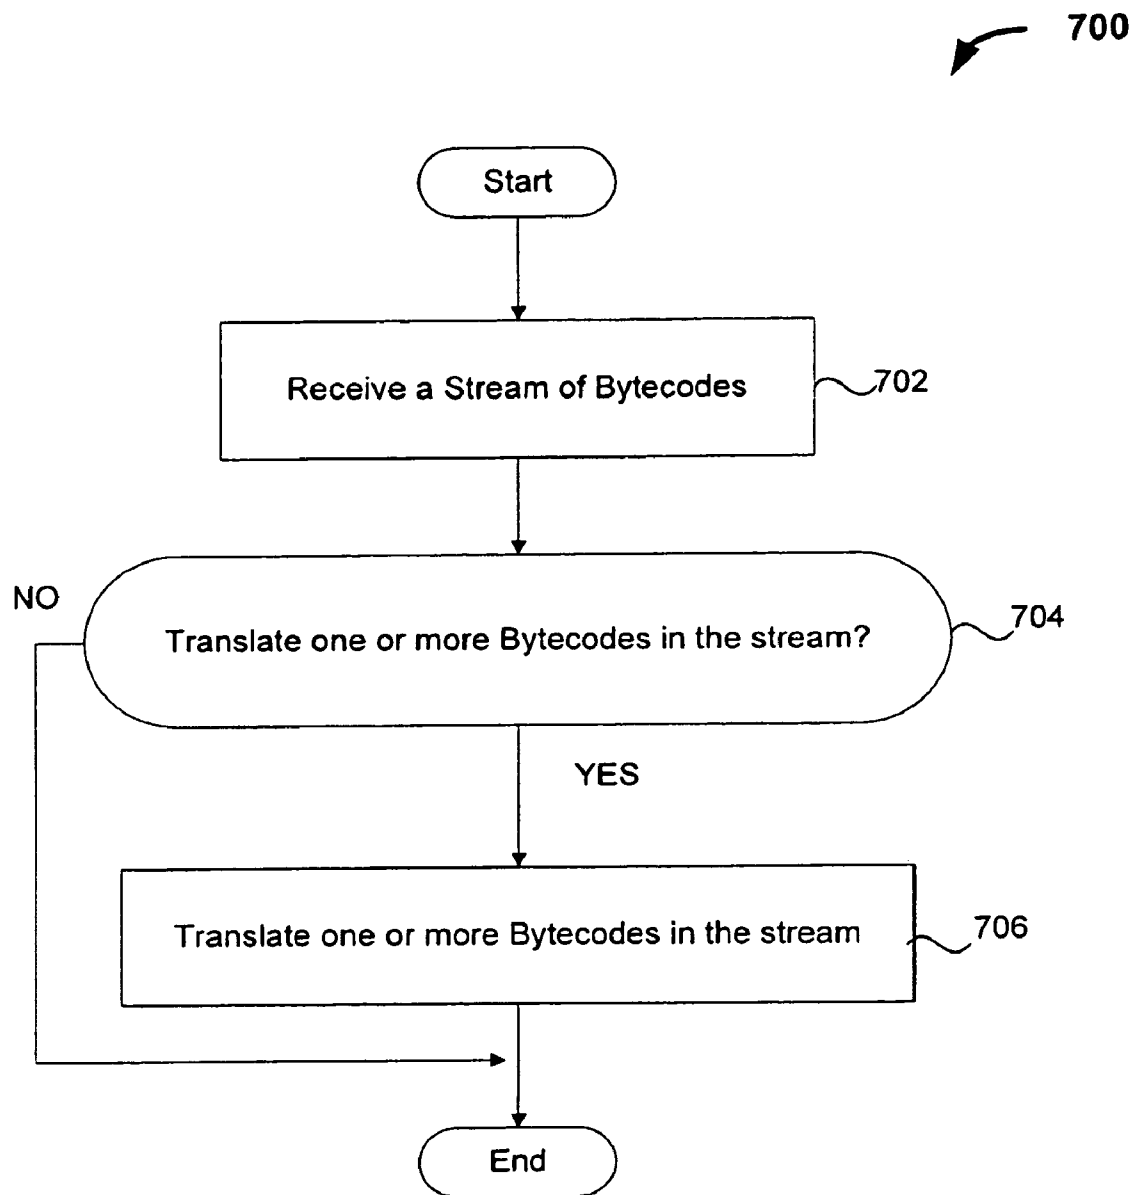 700
Start
Receive a Stream of Bytecodes
702
NO
Translate one or more Bytecodes in the stream?
704
YES
Translate one or more Bytecodes in the stream
706
End